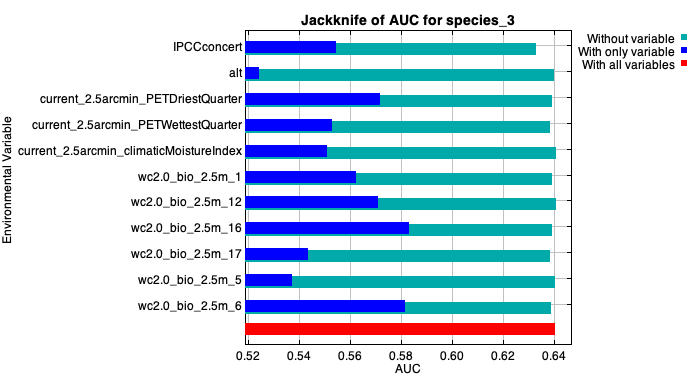 Jackknife of AUC for species_3
Without variable
With only variable
With all variables
Environmental Variable
IPCCconcert
alt
current_2.5arcmin_PETDriestQuarter
current_2.5arcmin_PETWettestQuarter
current_2.5arcmin_climaticMoistureIndex
wc2.0_bio_2.5m_1
wc2.0_bio_2.5m_12
wc2.0_bio_2.5m_16
wc2.0_bio_2.5m_17
wc2.0_bio_2.5m_5
wc2.0_bio_2.5m_6
0.52 0.54 0.56 0.58 0.60 0.62 0.64
AUC